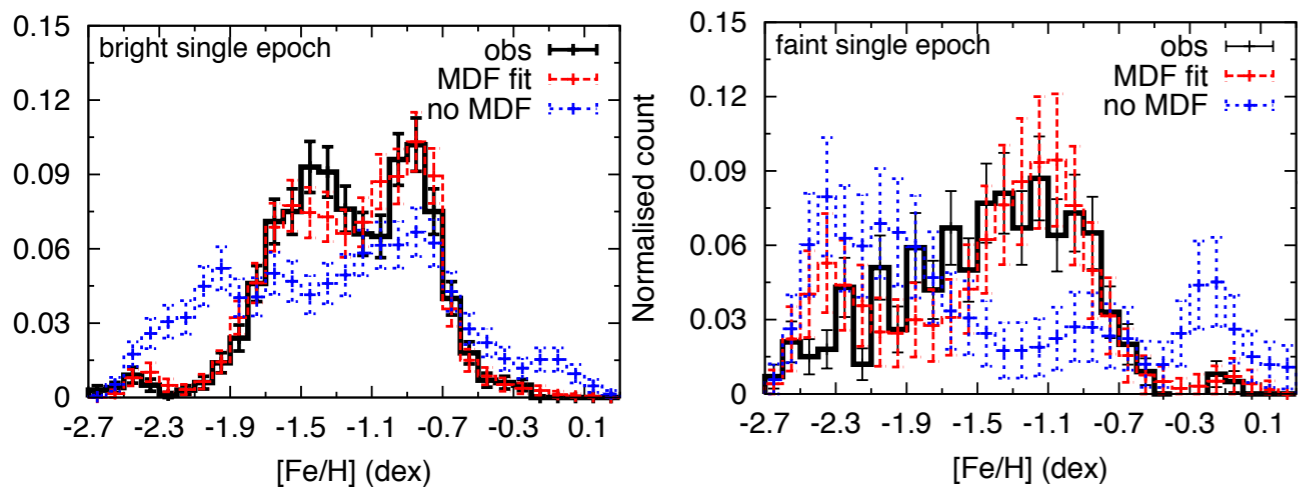 0.15
bright single epoch
obs
MDF fit
no MDF
0.12
0.09
0.06
0.03
0
-2.7 -2.3 -1.9 -1.5 -1.1 -0.7 -0.3 0.1
[Fe/H] (dex)
Normalised count
0.15
faint single epoch
obs
MDF fit
no MDF
0.12
0.09
0.06
0.03
0
-2.7 -2.3 -1.9 -1.5 -1.1 -0.7 -0.3 0.1
[Fe/H] (dex)